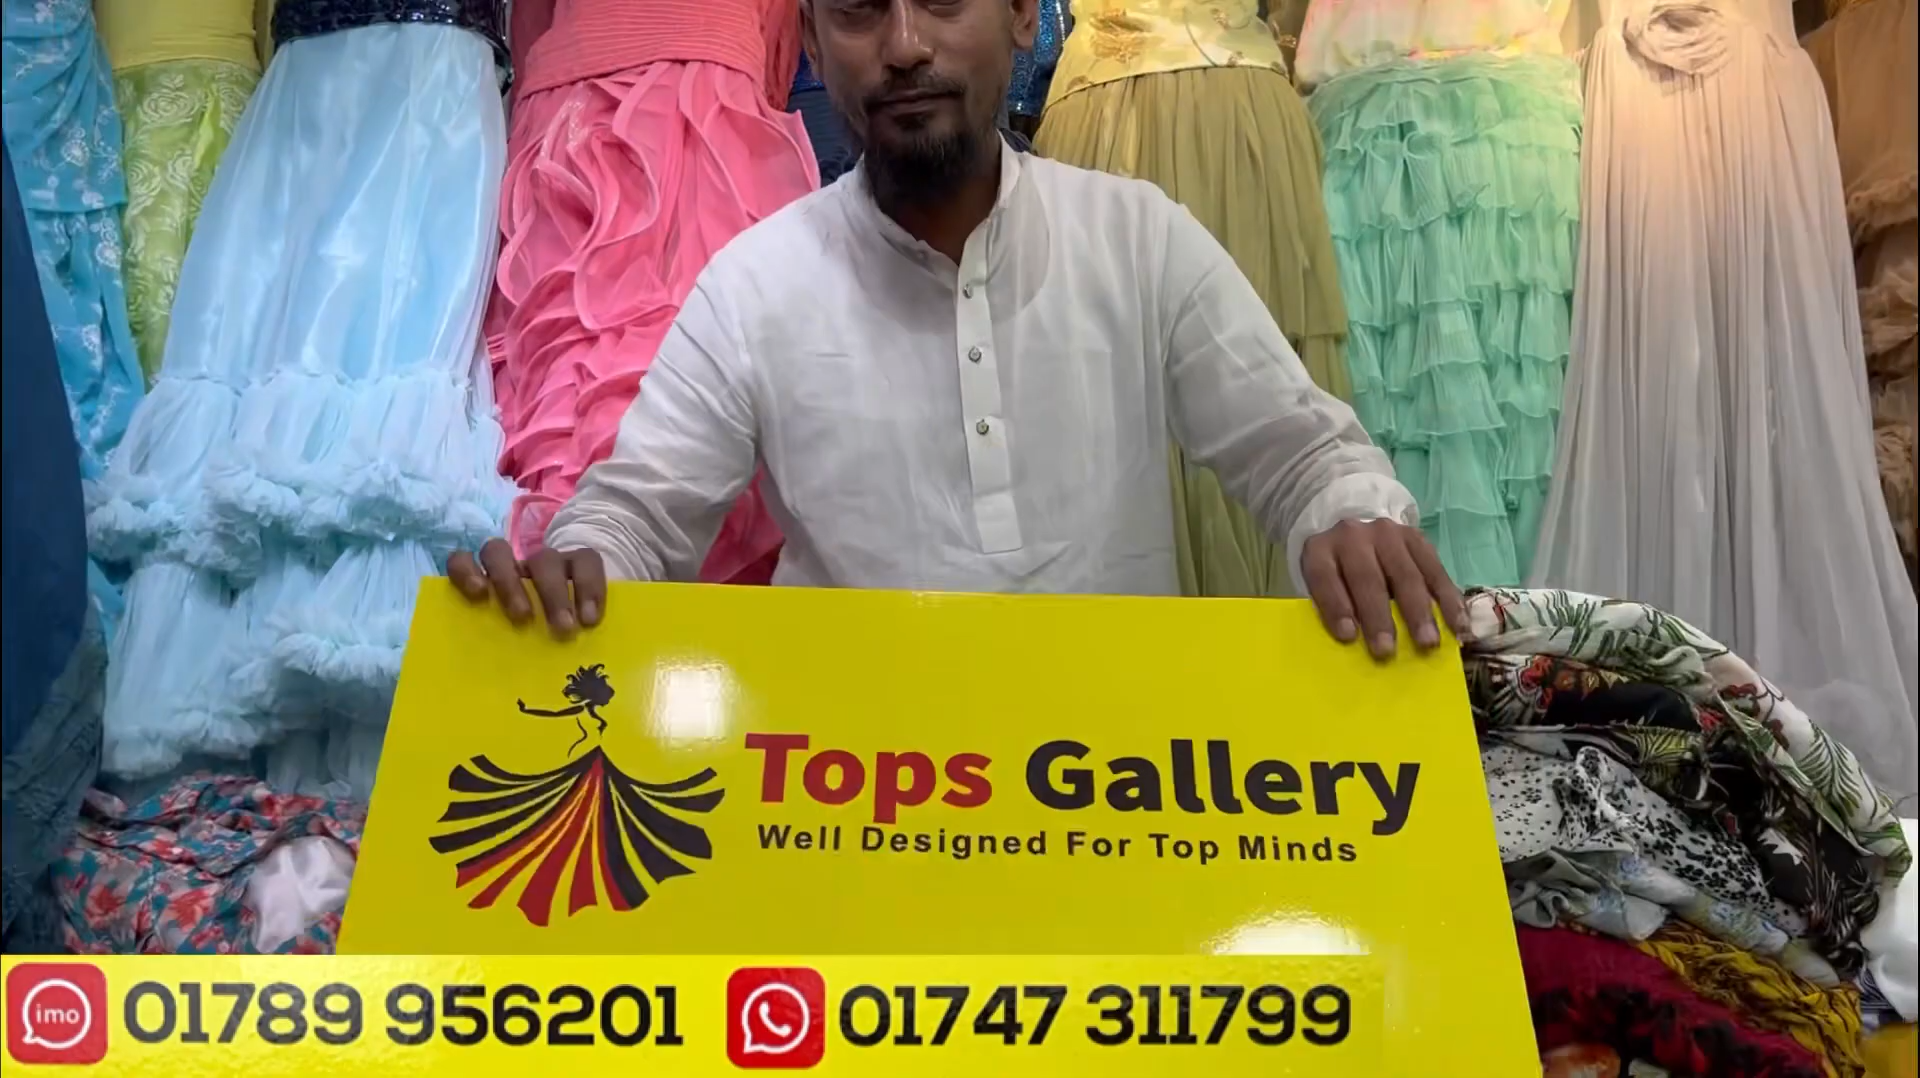 Tops Gallery
Well Designed For Top Minds
imo 01789 956201 01747 311799